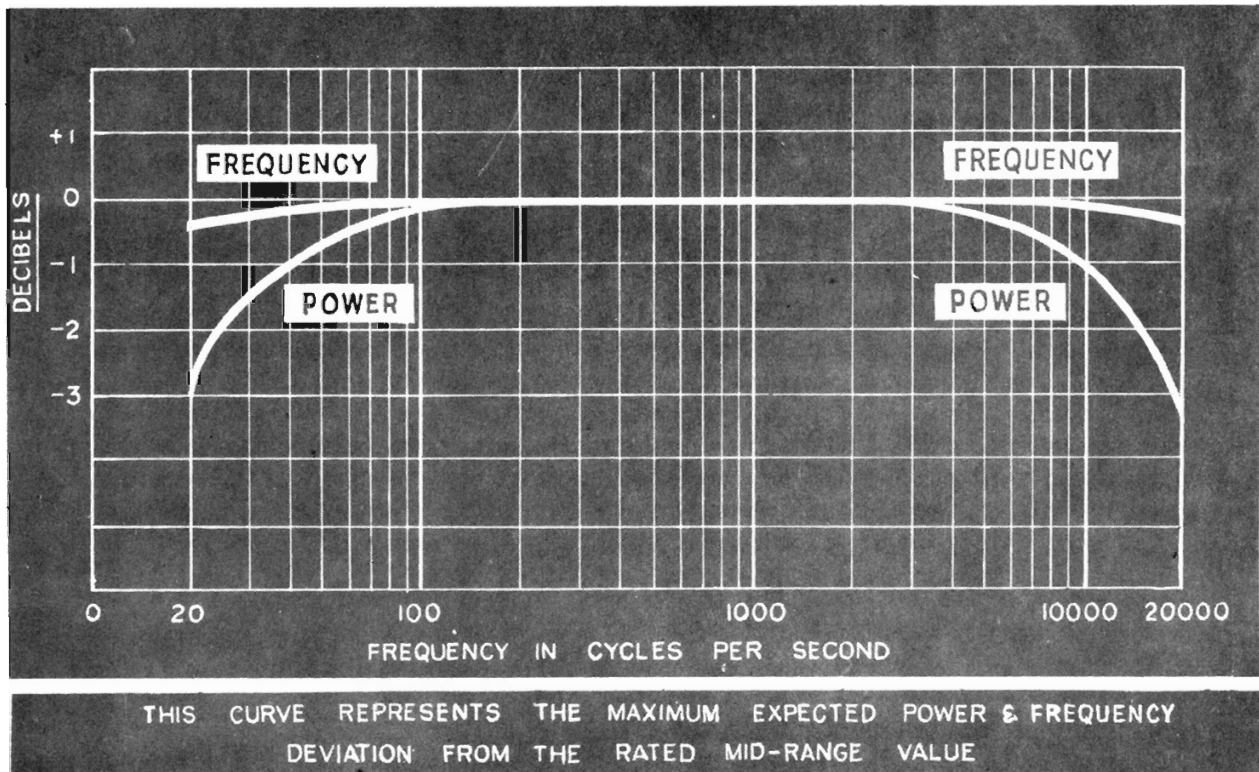 +1
FREQUENCY FREQUENCY
0
DECIBELS
-1
POWER POWER
-2
-3
0 20 100 1000 10000 20000
FREQUENCY IN CYCLES PER SECOND
THIS CURVE REPRESENTS THE MAXIMUM EXPECTED POWER & FREQUENCY
DEVIATION FROM THE RATED MID-RANGE VALUE